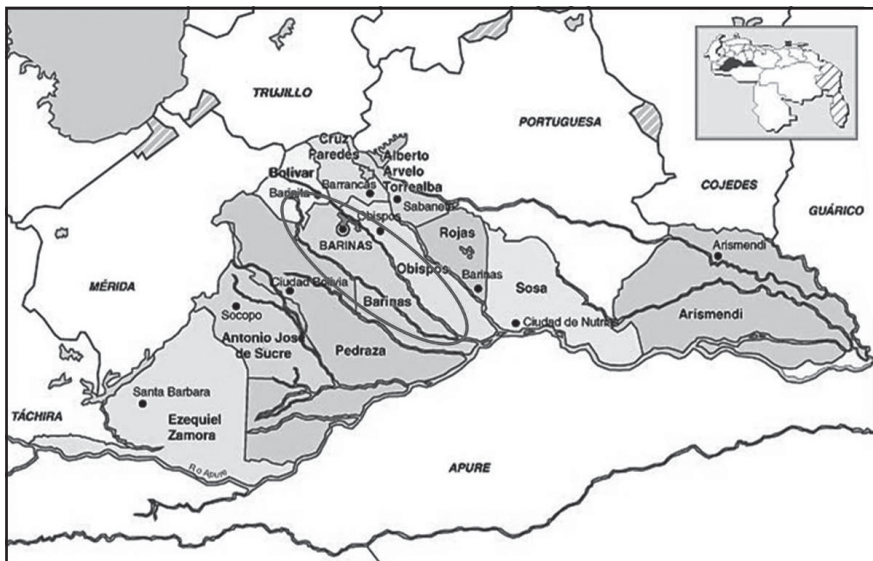 TRUJILLO
PORTUGUESA
COJEDES
GUÁRICO
MÉRIDA
TÁCHIRA
APURE
Cruz
Paredes
Alberto
Arvelo
Torrealba
Bolívar
Barrancas
Barinita
Sabaneta
Obispos
BARINAS
Rojas
Obispos
Barinas
Sosa
Arismendi
Arismendi
Ciudad Bolivia
Barinas
Socopo
Antonio José
de Sucre
Pedraza
Ciudad de Nutrias
Santa Barbara
Ezequiel
Zamora
Río Apure